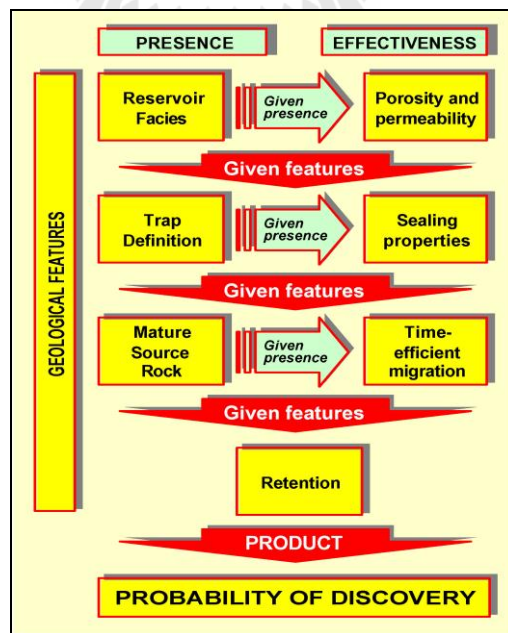 PRESENCE
EFFECTIVENESS
GEOLOGICAL FEATURES
Reservoir
Facies
Given
presence
Porosity and
permeability
Given features
Trap
Definition
Given
presence
Sealing
properties
Given features
Mature
Source
Rock
Given
presence
Time-
efficient
migration
Given features
Retention
PRODUCT
PROBABILITY OF DISCOVERY